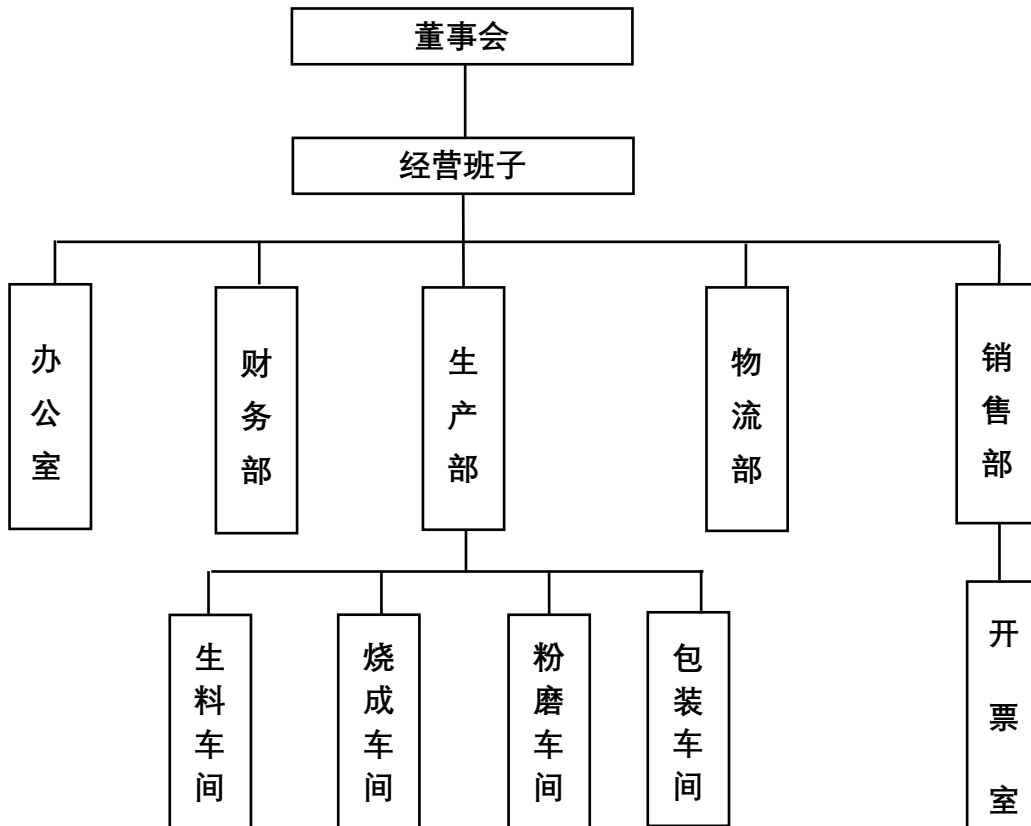 董事会
经营班子
办公室
财务部
生产部
物流部
销售部
生料车间
烧成车间
粉磨车间
包装车间
开票室